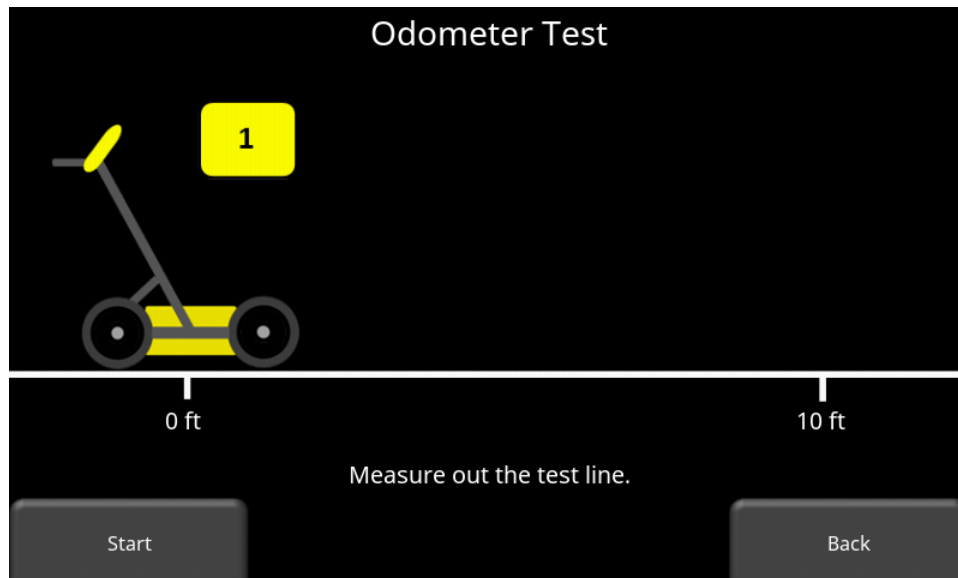 Odometer Test
1
0 ft
10 ft
Measure out the test line.
Start
Back